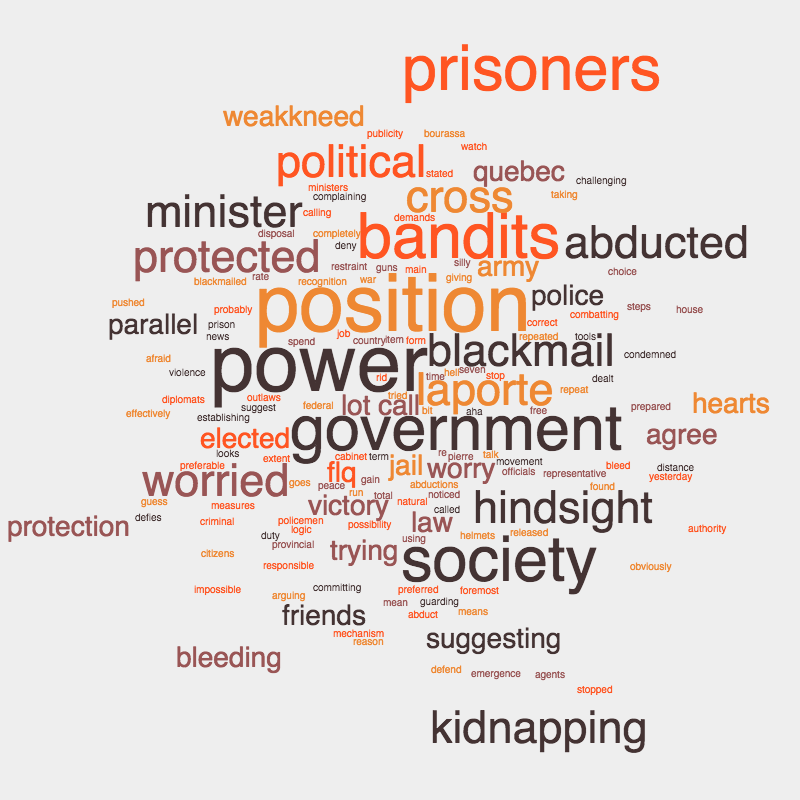 prisoners
weakkneed
publicity bourassa
watch
political stated quebec challenging
ministers complaining cross taking
minister calling demands
disposal completely bandits abducted
protected deny restraint guns main silly army choice
blackmailed rate recognition war giving
position police
pushed probably correct combatting steps house
parallel prison news job
spend countryitem form repeated tools
power blackmail condemned
afraid violence rid time hell seven stop dealt
diplomats outlaws tried laporte repeat
effectively suggest federal lot call bit aha free prepared hearts
establishing government
elected agree
looks extent cabinet term re pierre talk movement
preferable flq gain jail worry officials representative bleed distance
worried goes peace abductions found yesterday
guess measures run total noticed
protection defies victory natural called hindsight
criminal policemen logic possibility law authority
duty provincial trying using helmets released
citizens responsible society obviously
impossible arguing committing preferred foremost
friends mean guarding abduct means
mechanism reason suggesting
bleeding defend emergence agents
stopped
kidnapping